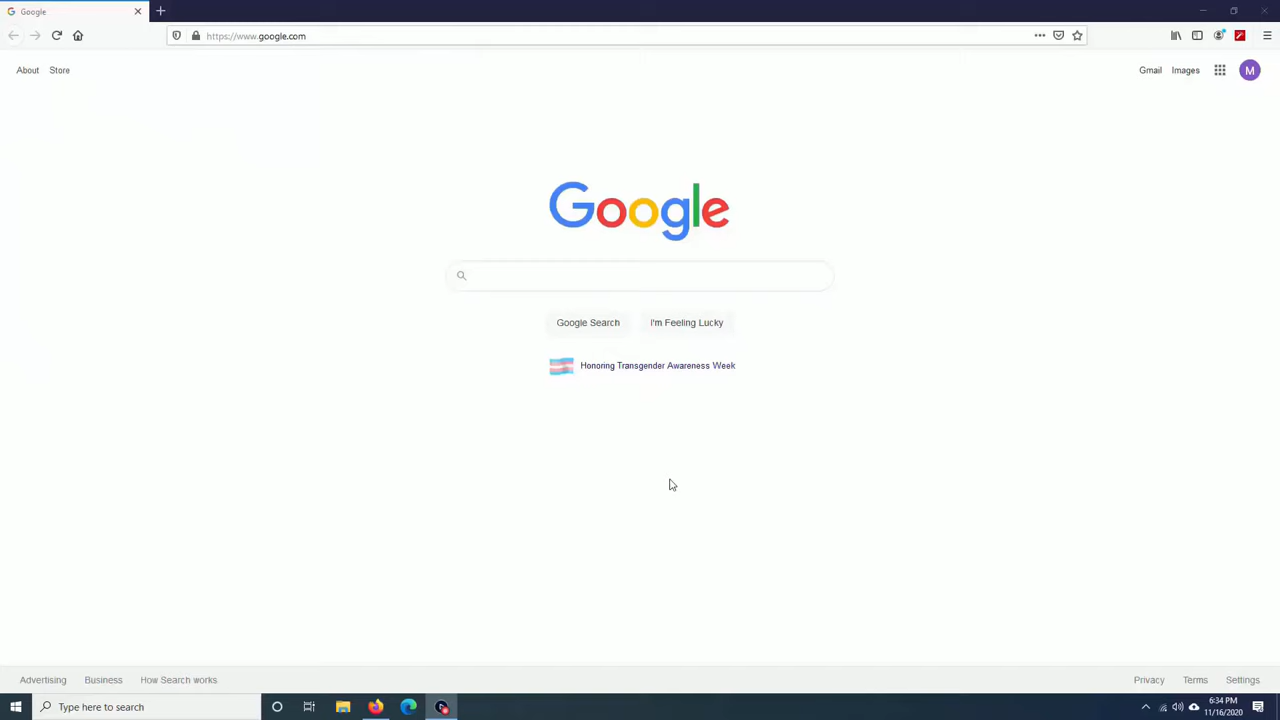 Google
https://www.google.com
About Store
Gmail Images M
Google
Google Search I'm Feeling Lucky
Honoring Transgender Awareness Week
Advertising Business How Search works
Privacy Terms Settings
Type here to search
6:34 PM
11/16/2020